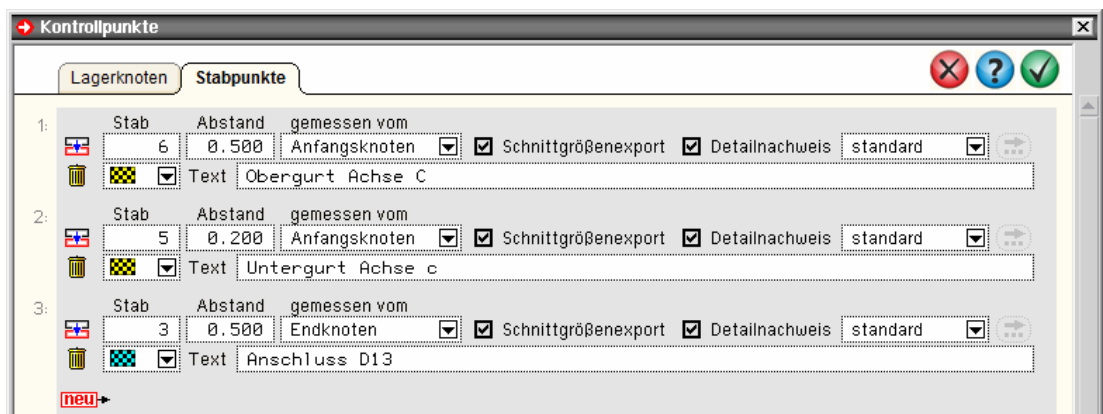 Kontrollpunkte
Lagerknoten Stabpunkte
1: Stab Abstand gemessen vom
6 0.500 Anfangsknoten Schnittgrößenexport Detailnachweis standard
Text Obergurt Achse C
2: Stab Abstand gemessen vom
5 0.200 Anfangsknoten Schnittgrößenexport Detailnachweis standard
Text Untergurt Achse c
3: Stab Abstand gemessen vom
3 0.500 Endknoten Schnittgrößenexport Detailnachweis standard
Text Anschluss D13
neu